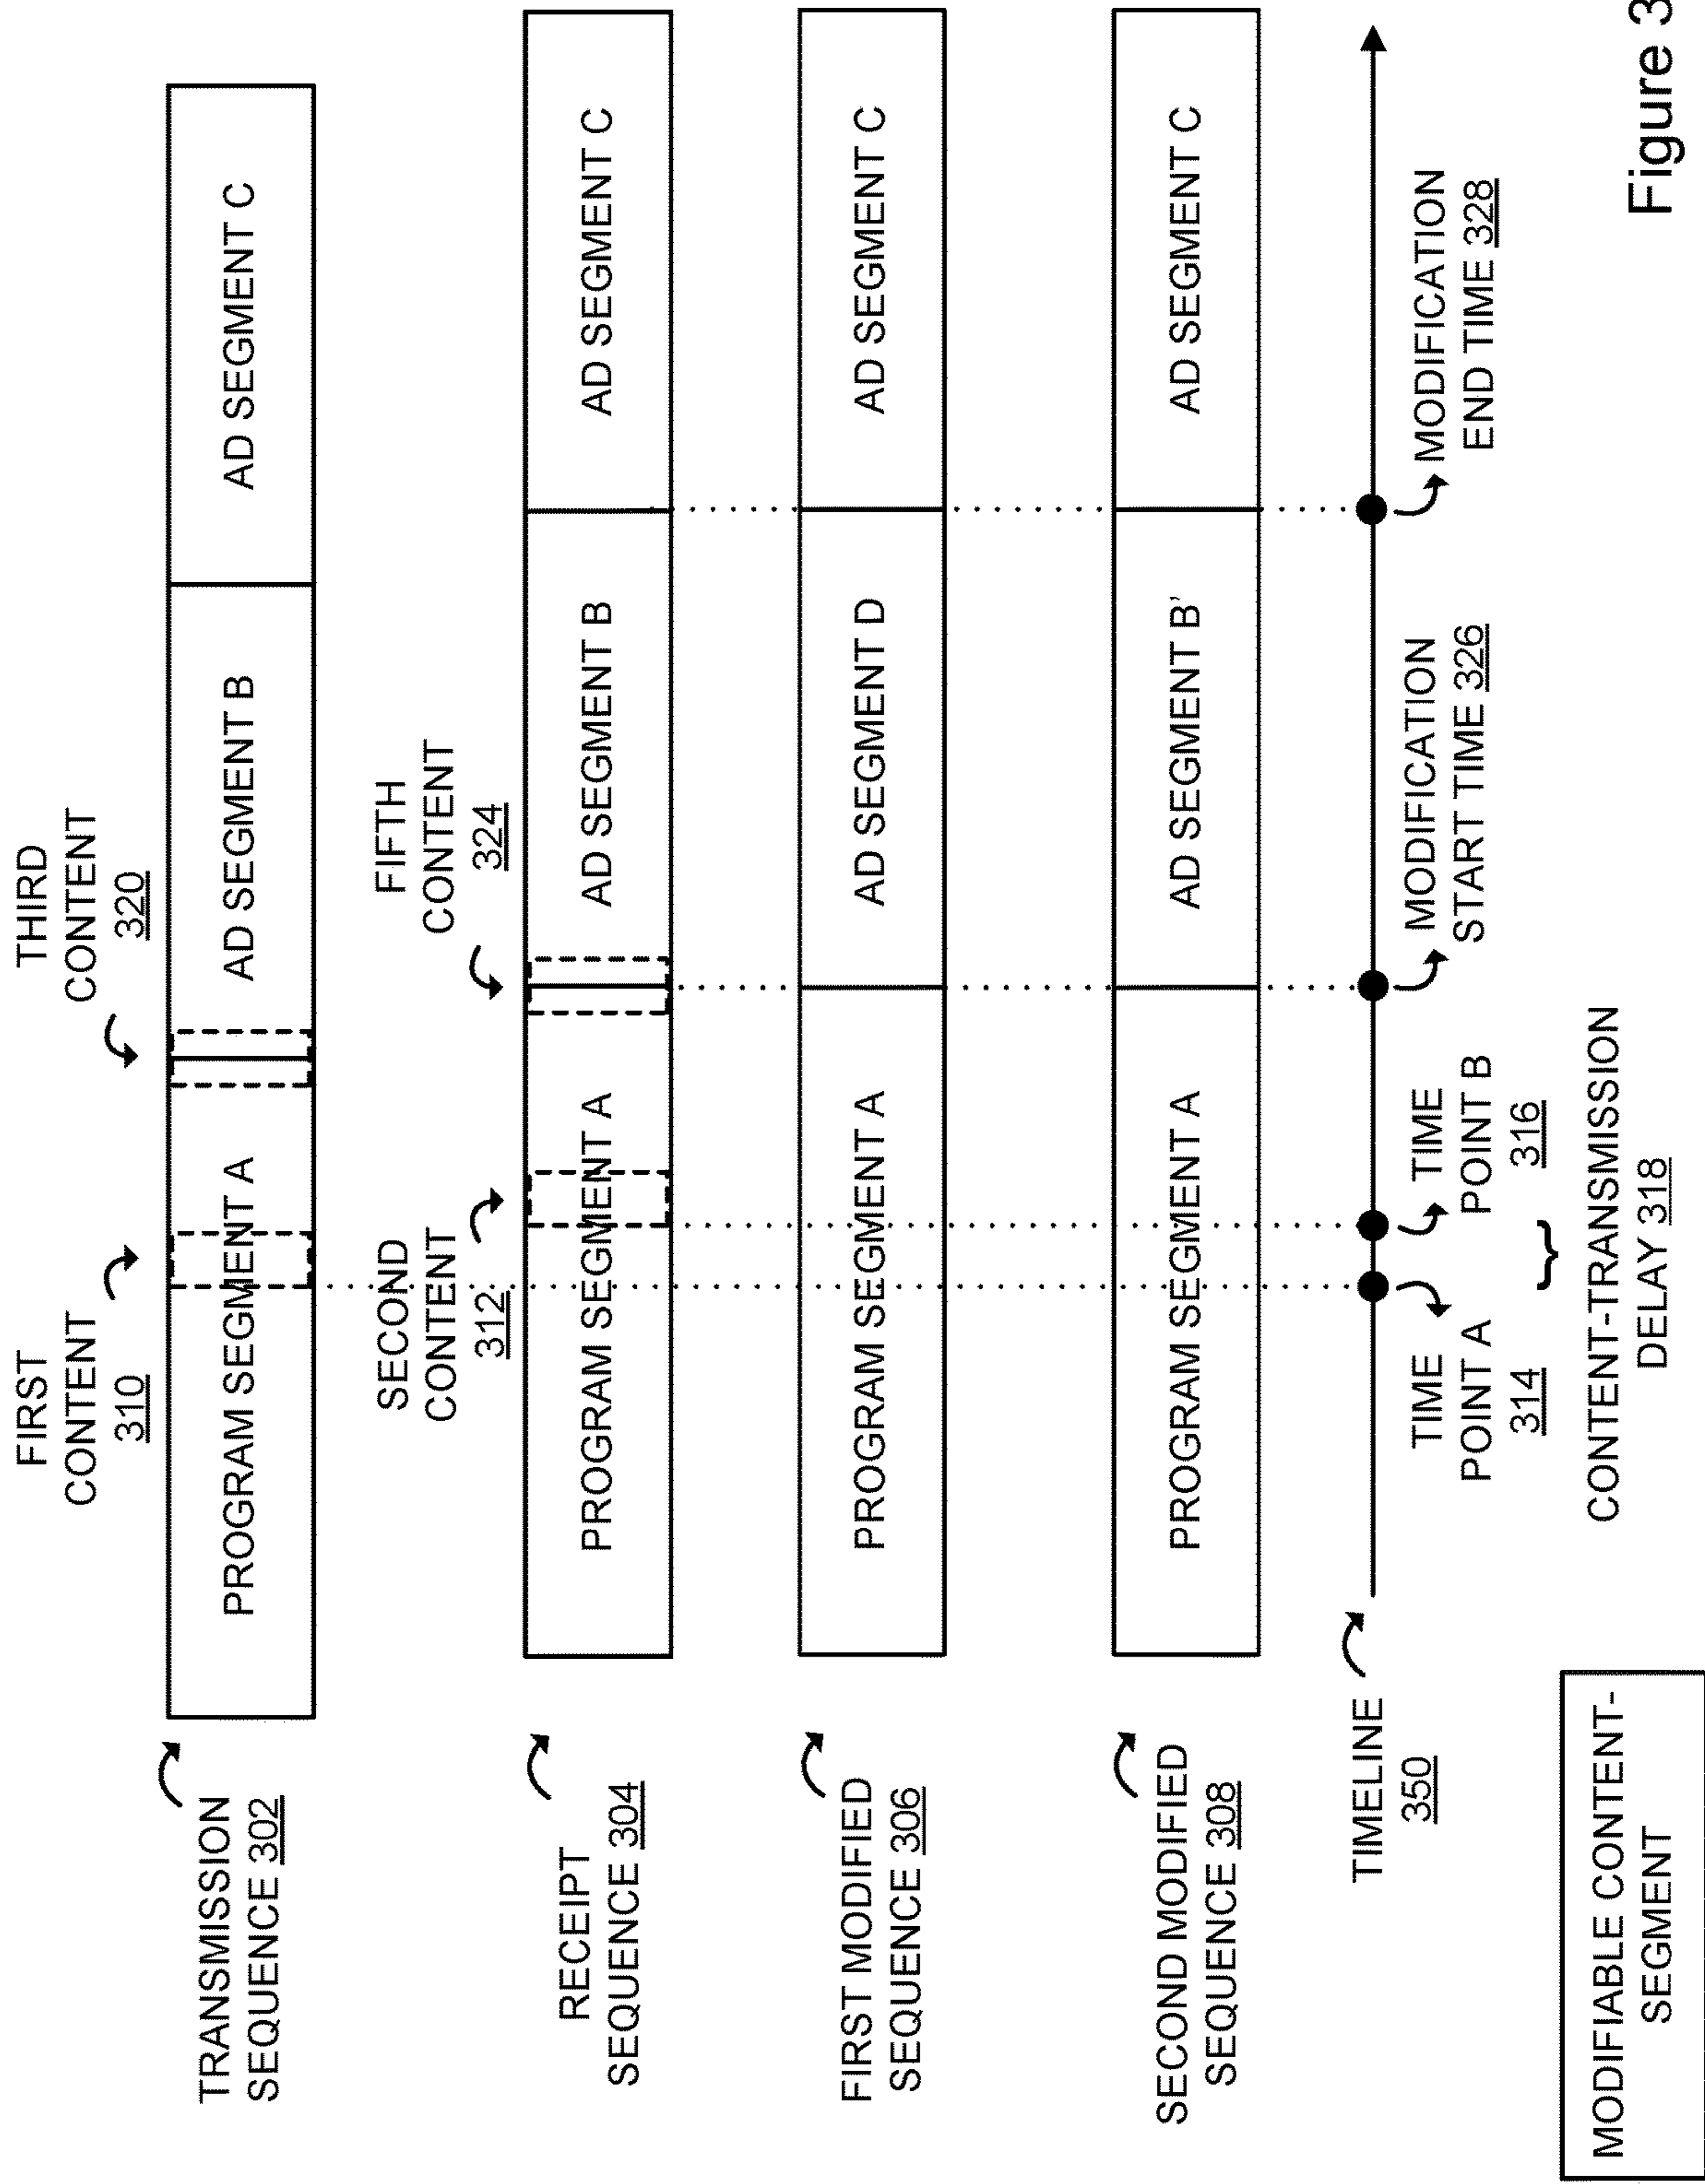 FIRST
CONTENT
310
THIRD
CONTENT
320
TRANSMISSION
SEQUENCE 302
PROGRAM SEGMENT A
AD SEGMENT B
AD SEGMENT C
SECOND
CONTENT
312
FIFTH
CONTENT
324
RECEIPT
SEQUENCE 304
PROGRAM SEGMENT A
AD SEGMENT B
AD SEGMENT C
FIRST MODIFIED
SEQUENCE 306
PROGRAM SEGMENT A
AD SEGMENT D
AD SEGMENT C
SECOND MODIFIED
SEQUENCE 308
PROGRAM SEGMENT A
AD SEGMENT B'
AD SEGMENT C
TIMELINE
350
TIME
POINT A
314
TIME
POINT B
316
MODIFICATION
START TIME 326
MODIFICATION
END TIME 328
CONTENT-TRANSMISSION
DELAY 318
MODIFIABLE CONTENT-
SEGMENT
Figure 3